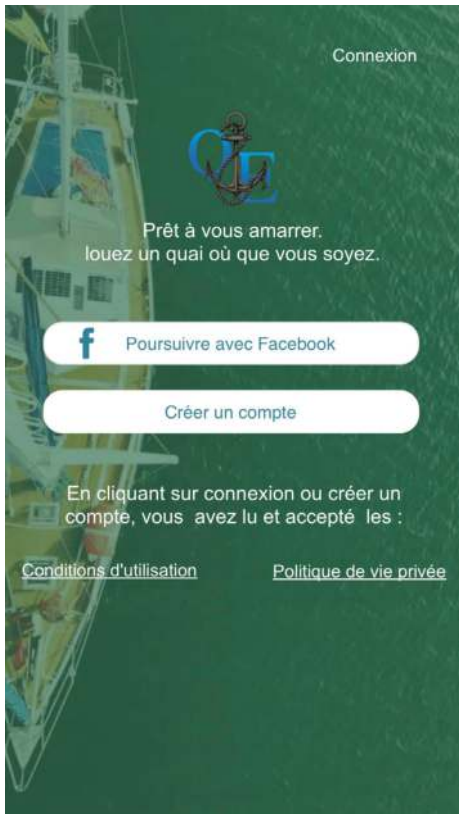 Connexion
QE
Prêt à vous amarrer.
louez un quai où que vous soyez.
f Poursuivre avec Facebook
Créer un compte
En cliquant sur connexion ou créer un
compte, vous avez lu et accepté les :
Conditions d'utilisation Politique de vie privée